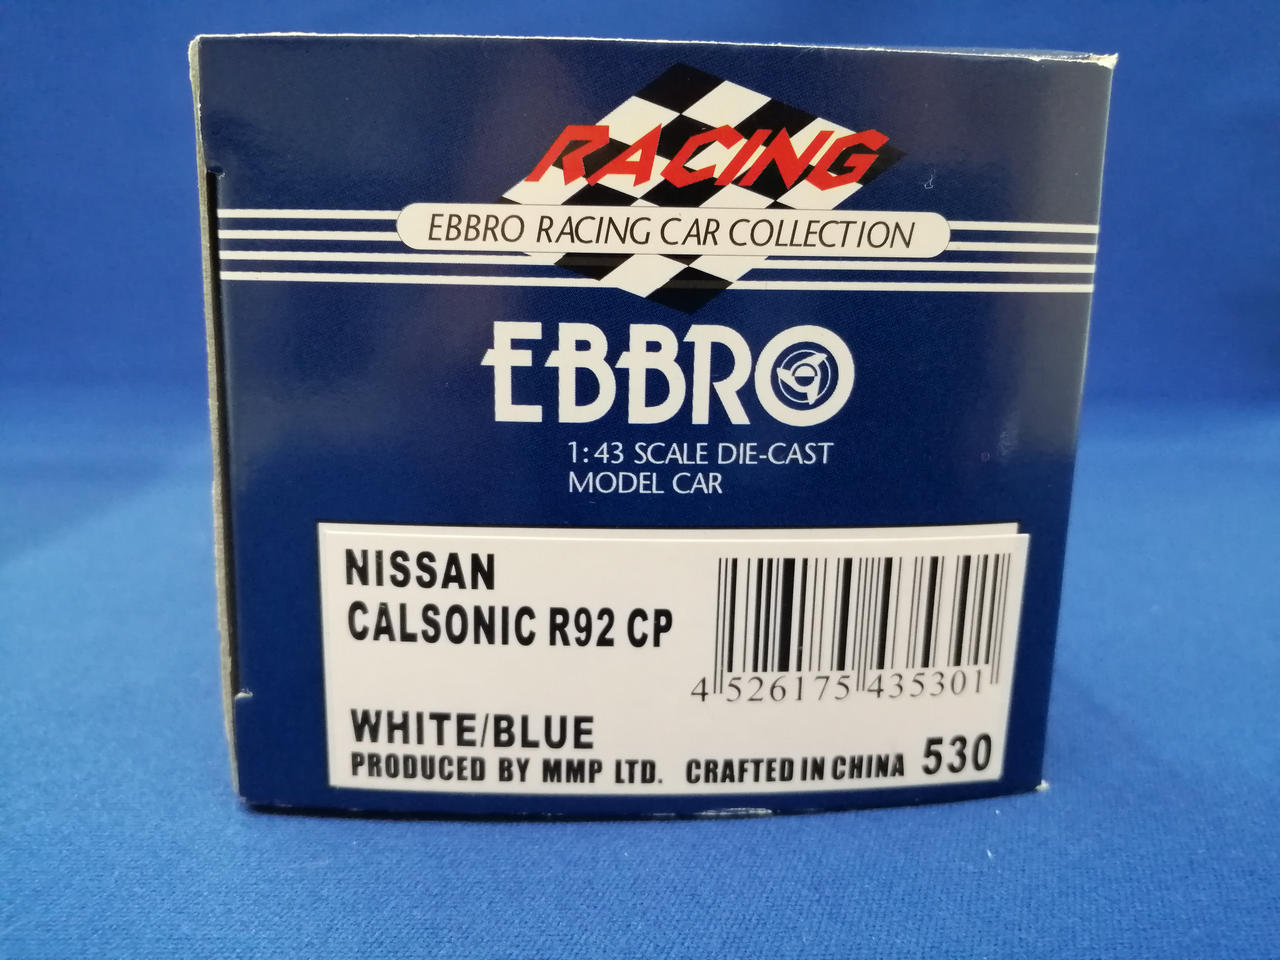 RACING
EBBRO RACING CAR COLLECTION
EBBRO
1:43 SCALE DIE-CAST
MODEL CAR
NISSAN
CALSONIC R92 CP
4 526175 435301
WHITE/BLUE
PRODUCED BY MMP LTD. CRAFTED IN CHINA 530